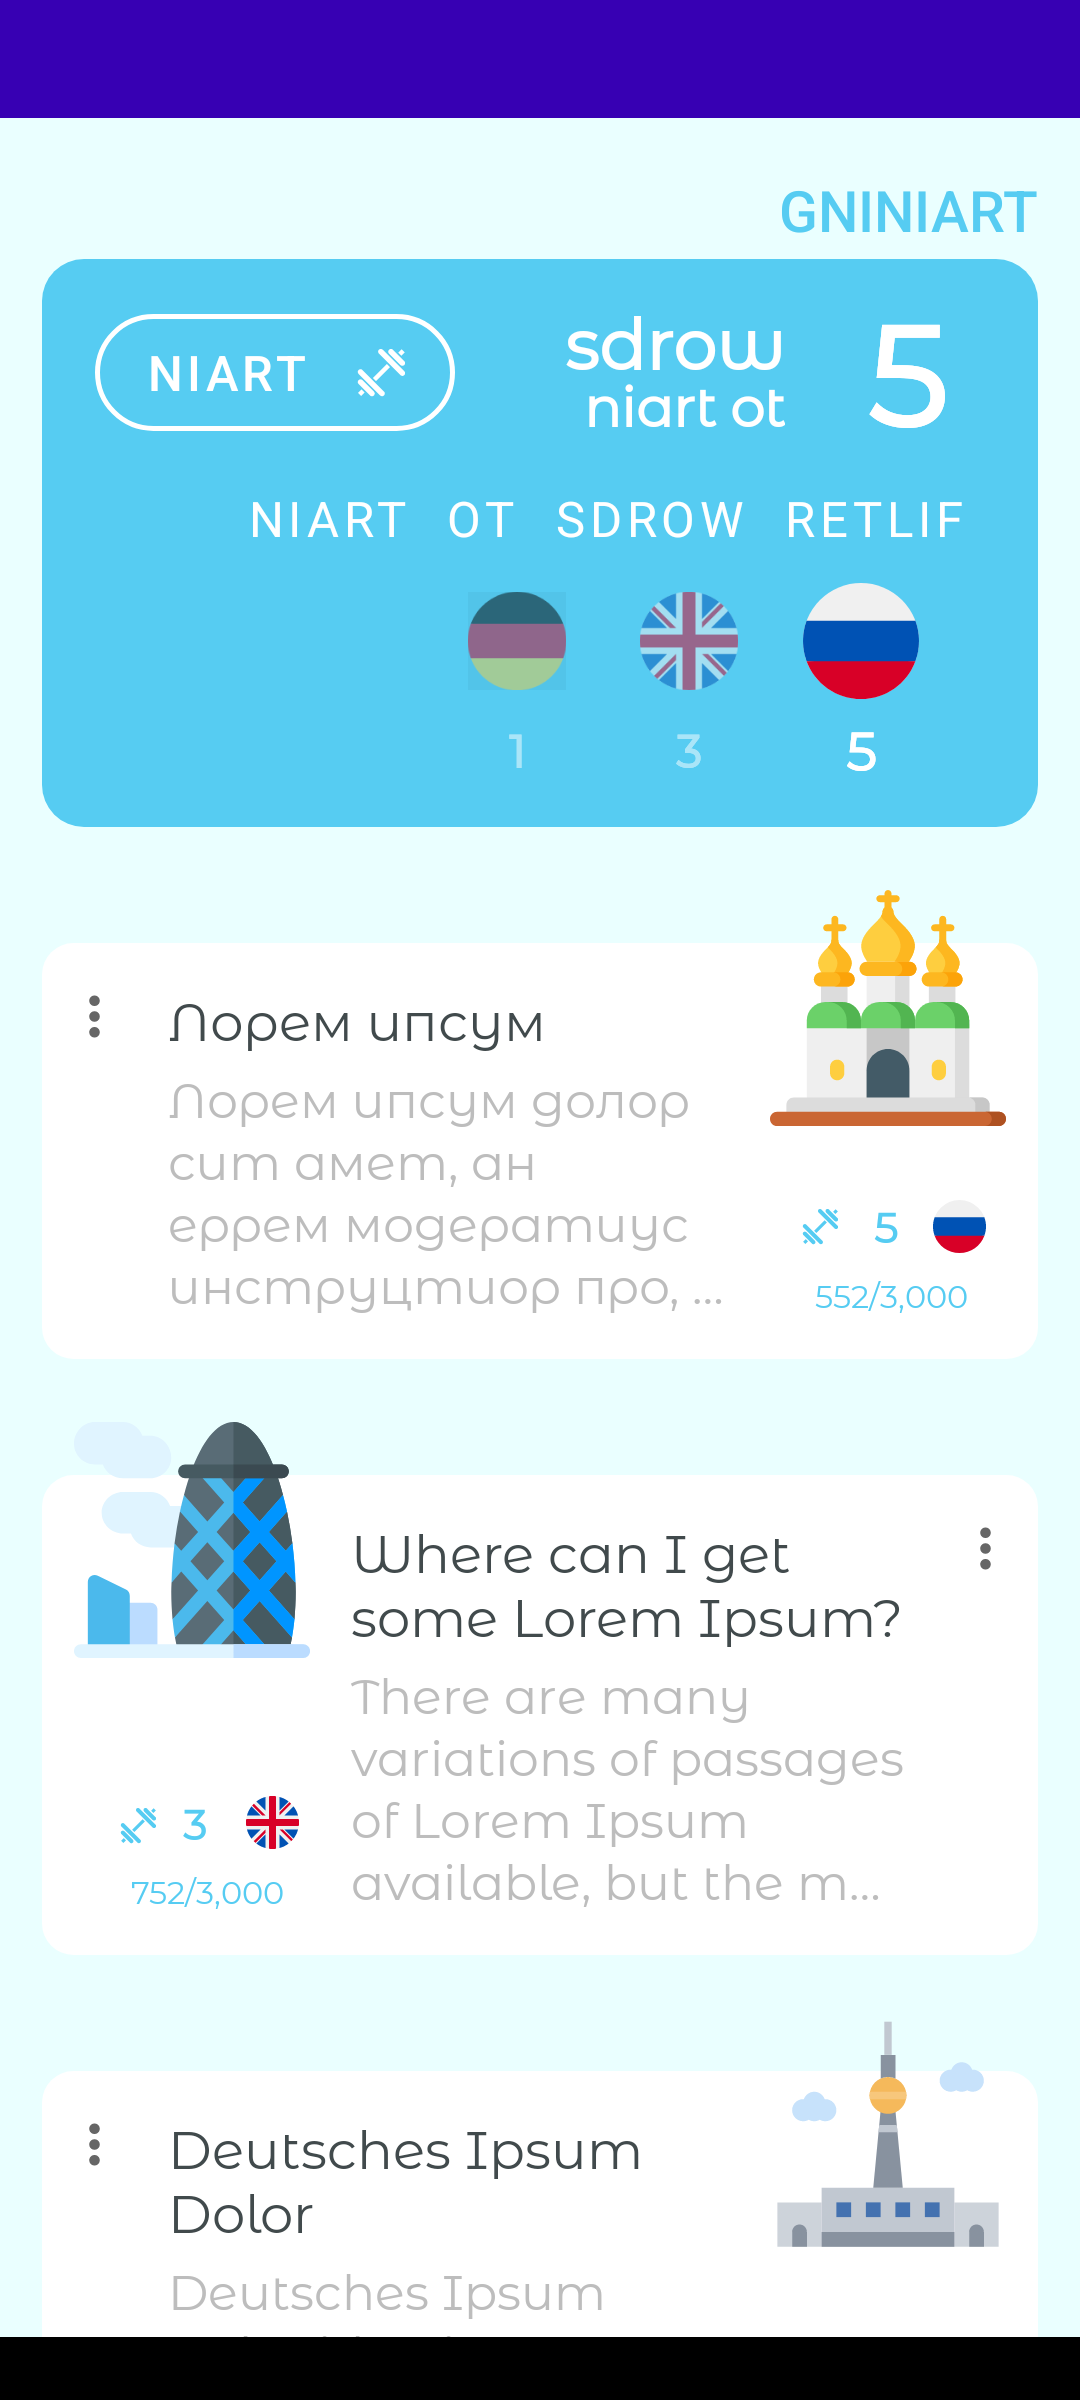 GNINIART
NIART
sdrow
niart ot
5
NIART OT SDROW RETLIF
1
3
5
Лорем ипсум
Лорем ипсум долор
сит амет, ан
еррем модератиус
инструцтиор про, ...
5
552/3,000
Where can I get
some Lorem Ipsum?
There are many
variations of passages
of Lorem Ipsum
available, but the m...
3
752/3,000
Deutsches Ipsum
Dolor
Deutsches Ipsum